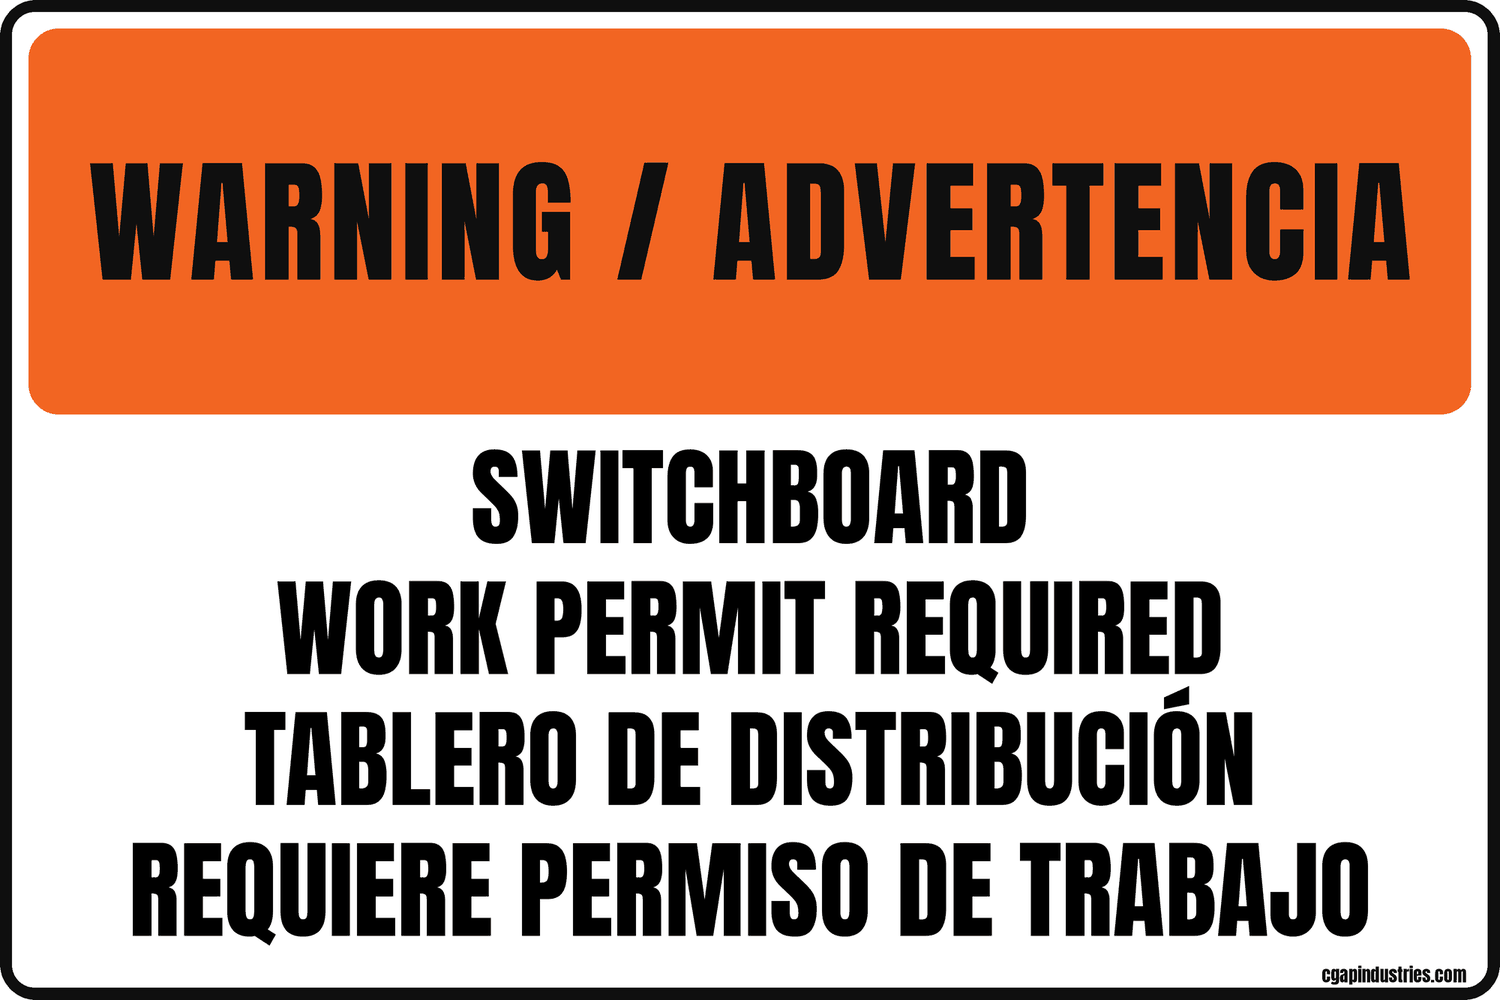 WARNING / ADVERTENCIA
SWITCHBOARD
WORK PERMIT REQUIRED
TABLERO DE DISTRIBUCIÓN
REQUIERE PERMISO DE TRABAJO
cgapindustries.com